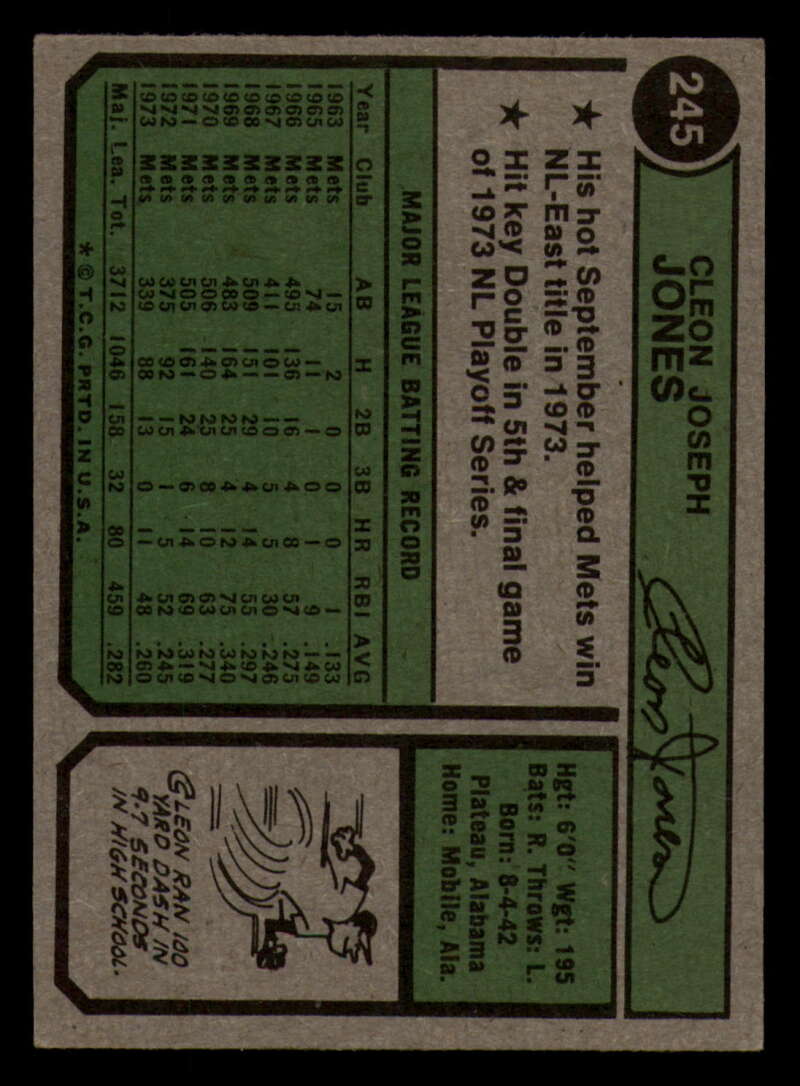 245
CLEON JOSEPH
JONES
Cleon Jones
★ His hot September helped Mets win
NL-East title in 1973.
★ Hit key Double in 5th & final game
of 1973 NL Playoff Series.
Hgt: 6'0" Wgt: 195
Bats: R. Throws: L.
Born: 8-4-42
Plateau, Alabama
Home: Mobile, Ala.
MAJOR LEAGUE BATTING RECORD
Year Club AB H 2B 3B HR RBI AVG
1963 Mets 15 2 0 0 0 1 .133
1965 Mets 74 11 1 0 1 9 .149
1966 Mets 495 136 16 4 8 57 .275
1967 Mets 411 101 10 5 5 30 .246
1968 Mets 509 151 29 4 14 55 .297
1969 Mets 483 164 25 4 12 75 .340
1970 Mets 506 140 25 8 10 63 .277
1971 Mets 505 161 24 6 14 69 .319
1972 Mets 375 92 15 1 5 52 .245
1973 Mets 339 88 13 0 11 48 .260
Maj. Lea. Tot. 3712 1046 158 32 80 459 .282
* © T.C.G. PRTD. IN U.S.A.
CLEON RAN 100
YARD DASH IN
9.7 SECONDS
IN HIGH SCHOOL.